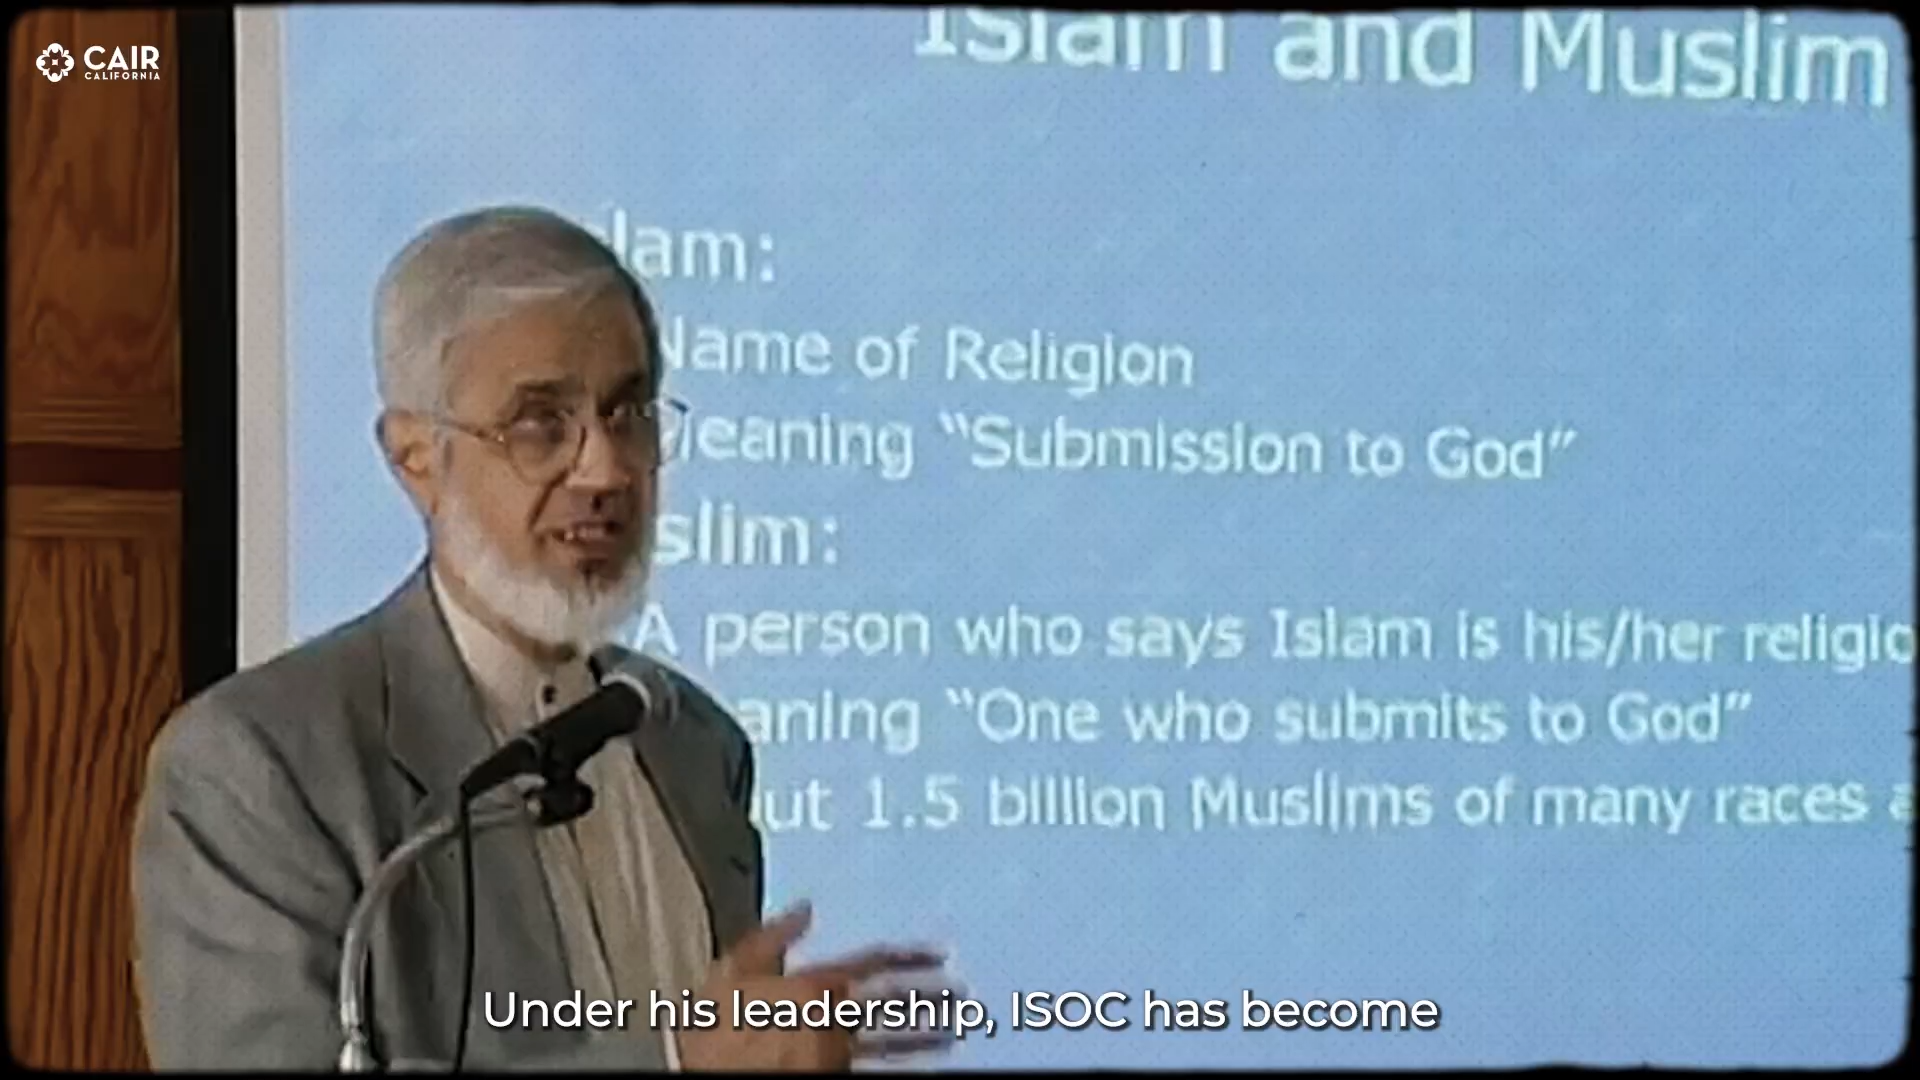 CAIR
CALIFORNIA
Islam and Muslim
lam:
Name of Religion
eaning "Submission to God"
slim:
A person who says Islam is his/her religio
aning "One who submits to God"
ut 1.5 billion Muslims of many races a
Under his leadership, ISOC has become